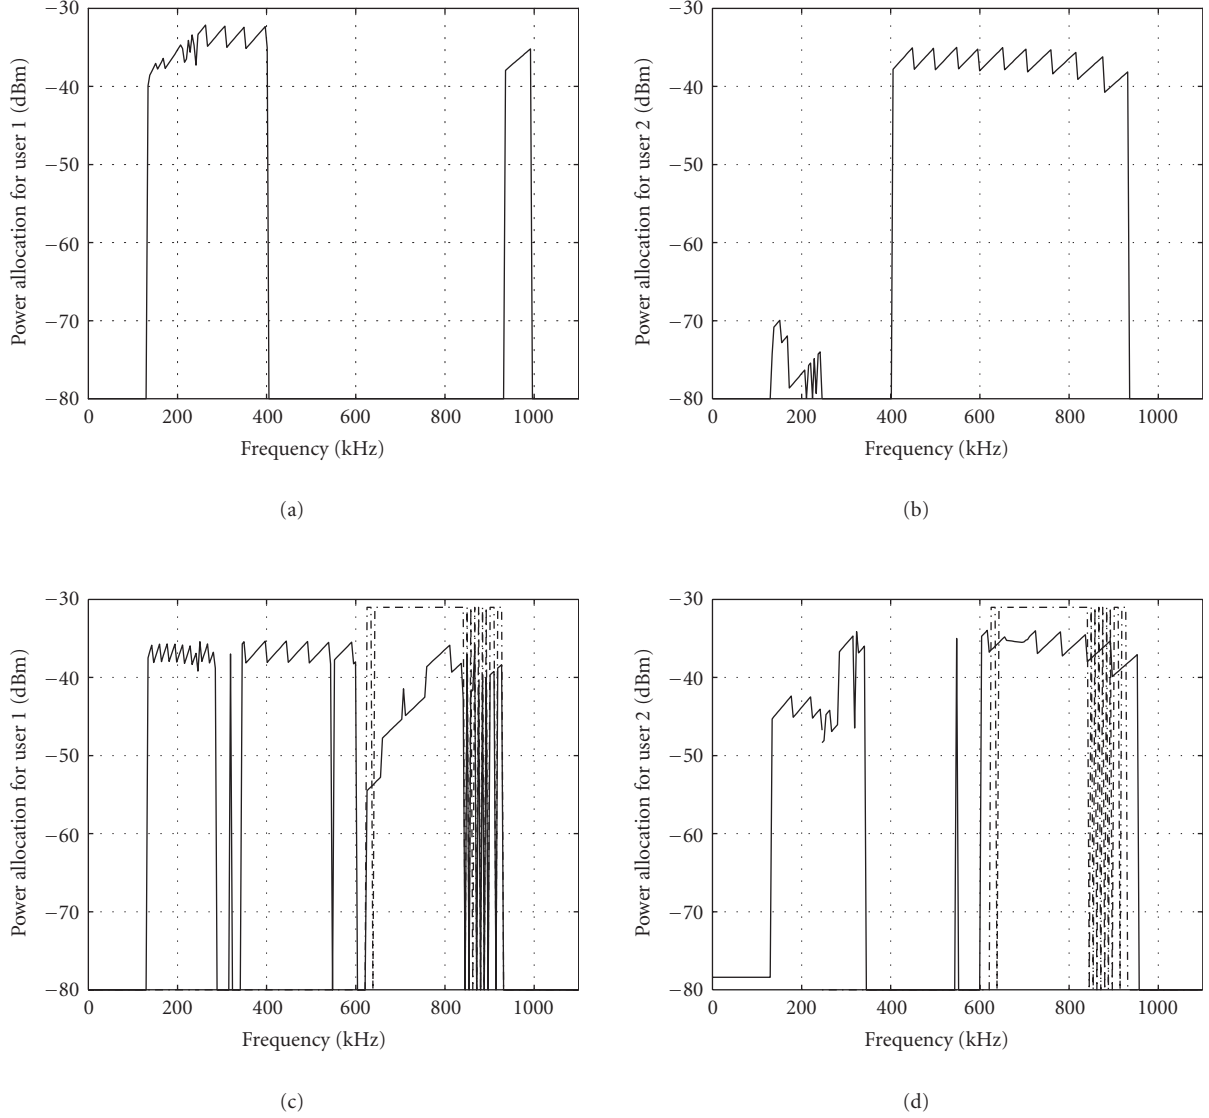 Power allocation for user 1 (dBm)
−30
−40
−50
−60
−70
−80
0 200 400 600 800 1000
Frequency (kHz)
(a)
Power allocation for user 2 (dBm)
−30
−40
−50
−60
−70
−80
0 200 400 600 800 1000
Frequency (kHz)
(b)
Power allocation for user 1 (dBm)
−30
−40
−50
−60
−70
−80
0 200 400 600 800 1000
Frequency (kHz)
(c)
Power allocation for user 2 (dBm)
−30
−40
−50
−60
−70
−80
0 200 400 600 800 1000
Frequency (kHz)
(d)